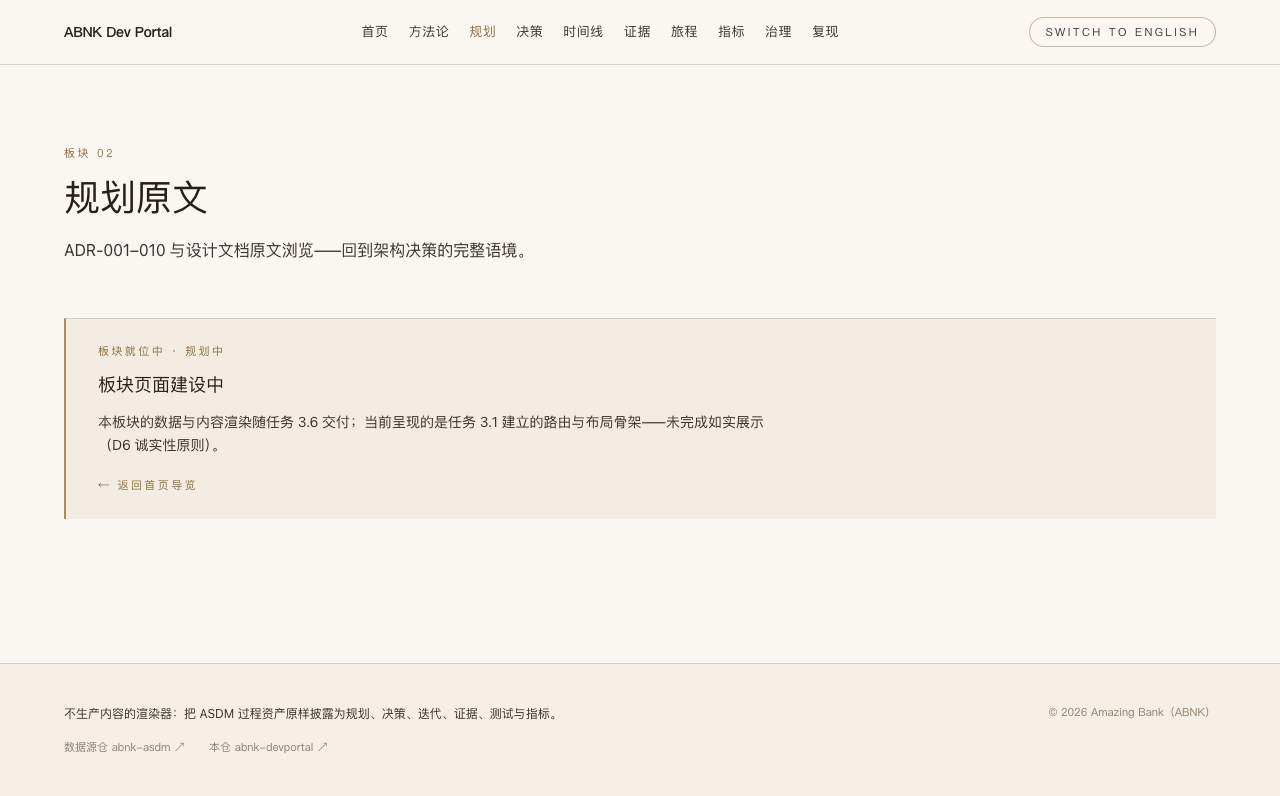 ABNK Dev Portal
首页 方法论 规划 决策 时间线 证据 旅程 指标 治理 复现
SWITCH TO ENGLISH
板块 02
规划原文
ADR-001–010 与设计文档原文浏览——回到架构决策的完整语境。
板块就位中 · 规划中
板块页面建设中
本板块的数据与内容渲染随任务 3.6 交付；当前呈现的是任务 3.1 建立的路由与布局骨架——未完成如实展示
（D6 诚实性原则）。
← 返回首页导览
不生产内容的渲染器：把 ASDM 过程资产原样披露为规划、决策、迭代、证据、测试与指标。
© 2026 Amazing Bank（ABNK）
数据源仓 abnk-asdm ↗ 本仓 abnk-devportal ↗